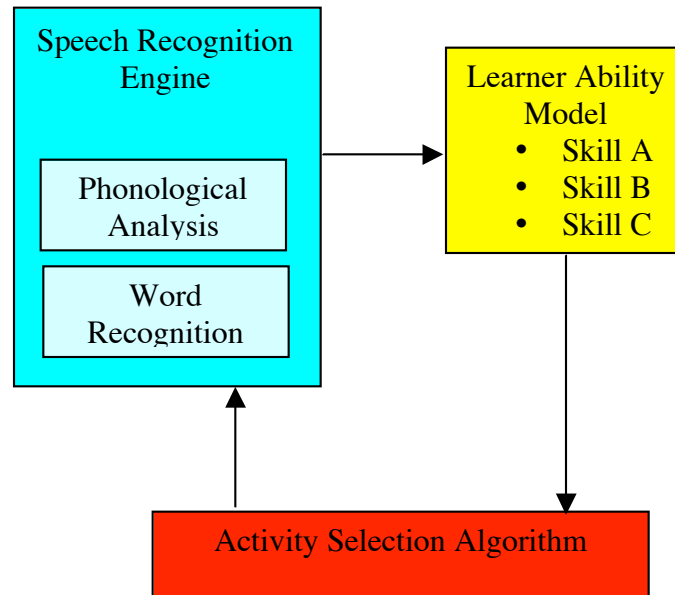 Speech Recognition
Engine
Phonological
Analysis
Word
Recognition
Learner Ability
Model
• Skill A
• Skill B
• Skill C
Activity Selection Algorithm